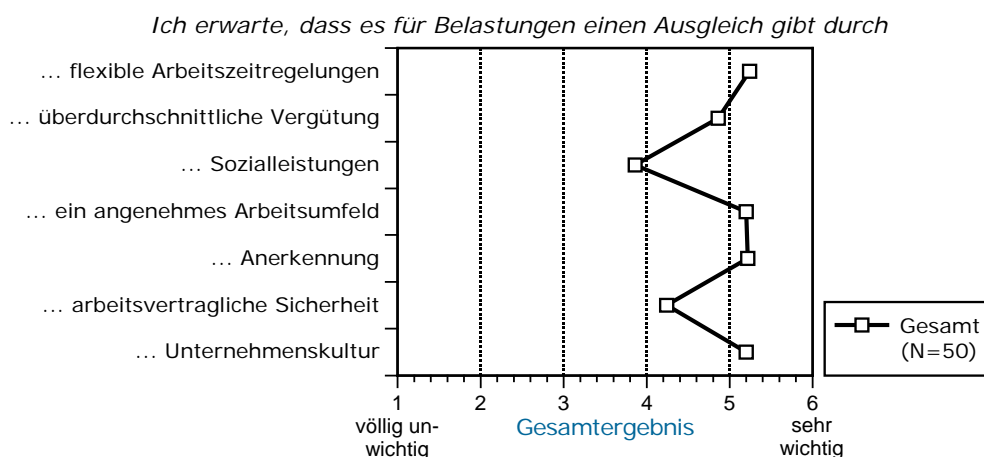 Ich erwarte, dass es für Belastungen einen Ausgleich gibt durch
... flexible Arbeitszeitregelungen
... überdurchschnittliche Vergütung
... Sozialleistungen
... ein angenehmes Arbeitsumfeld
... Anerkennung
... arbeitsvertragliche Sicherheit
... Unternehmenskultur
Gesamt
(N=50)
1 2 3 4 5 6
völlig un-
wichtig
Gesamtergebnis
sehr
wichtig